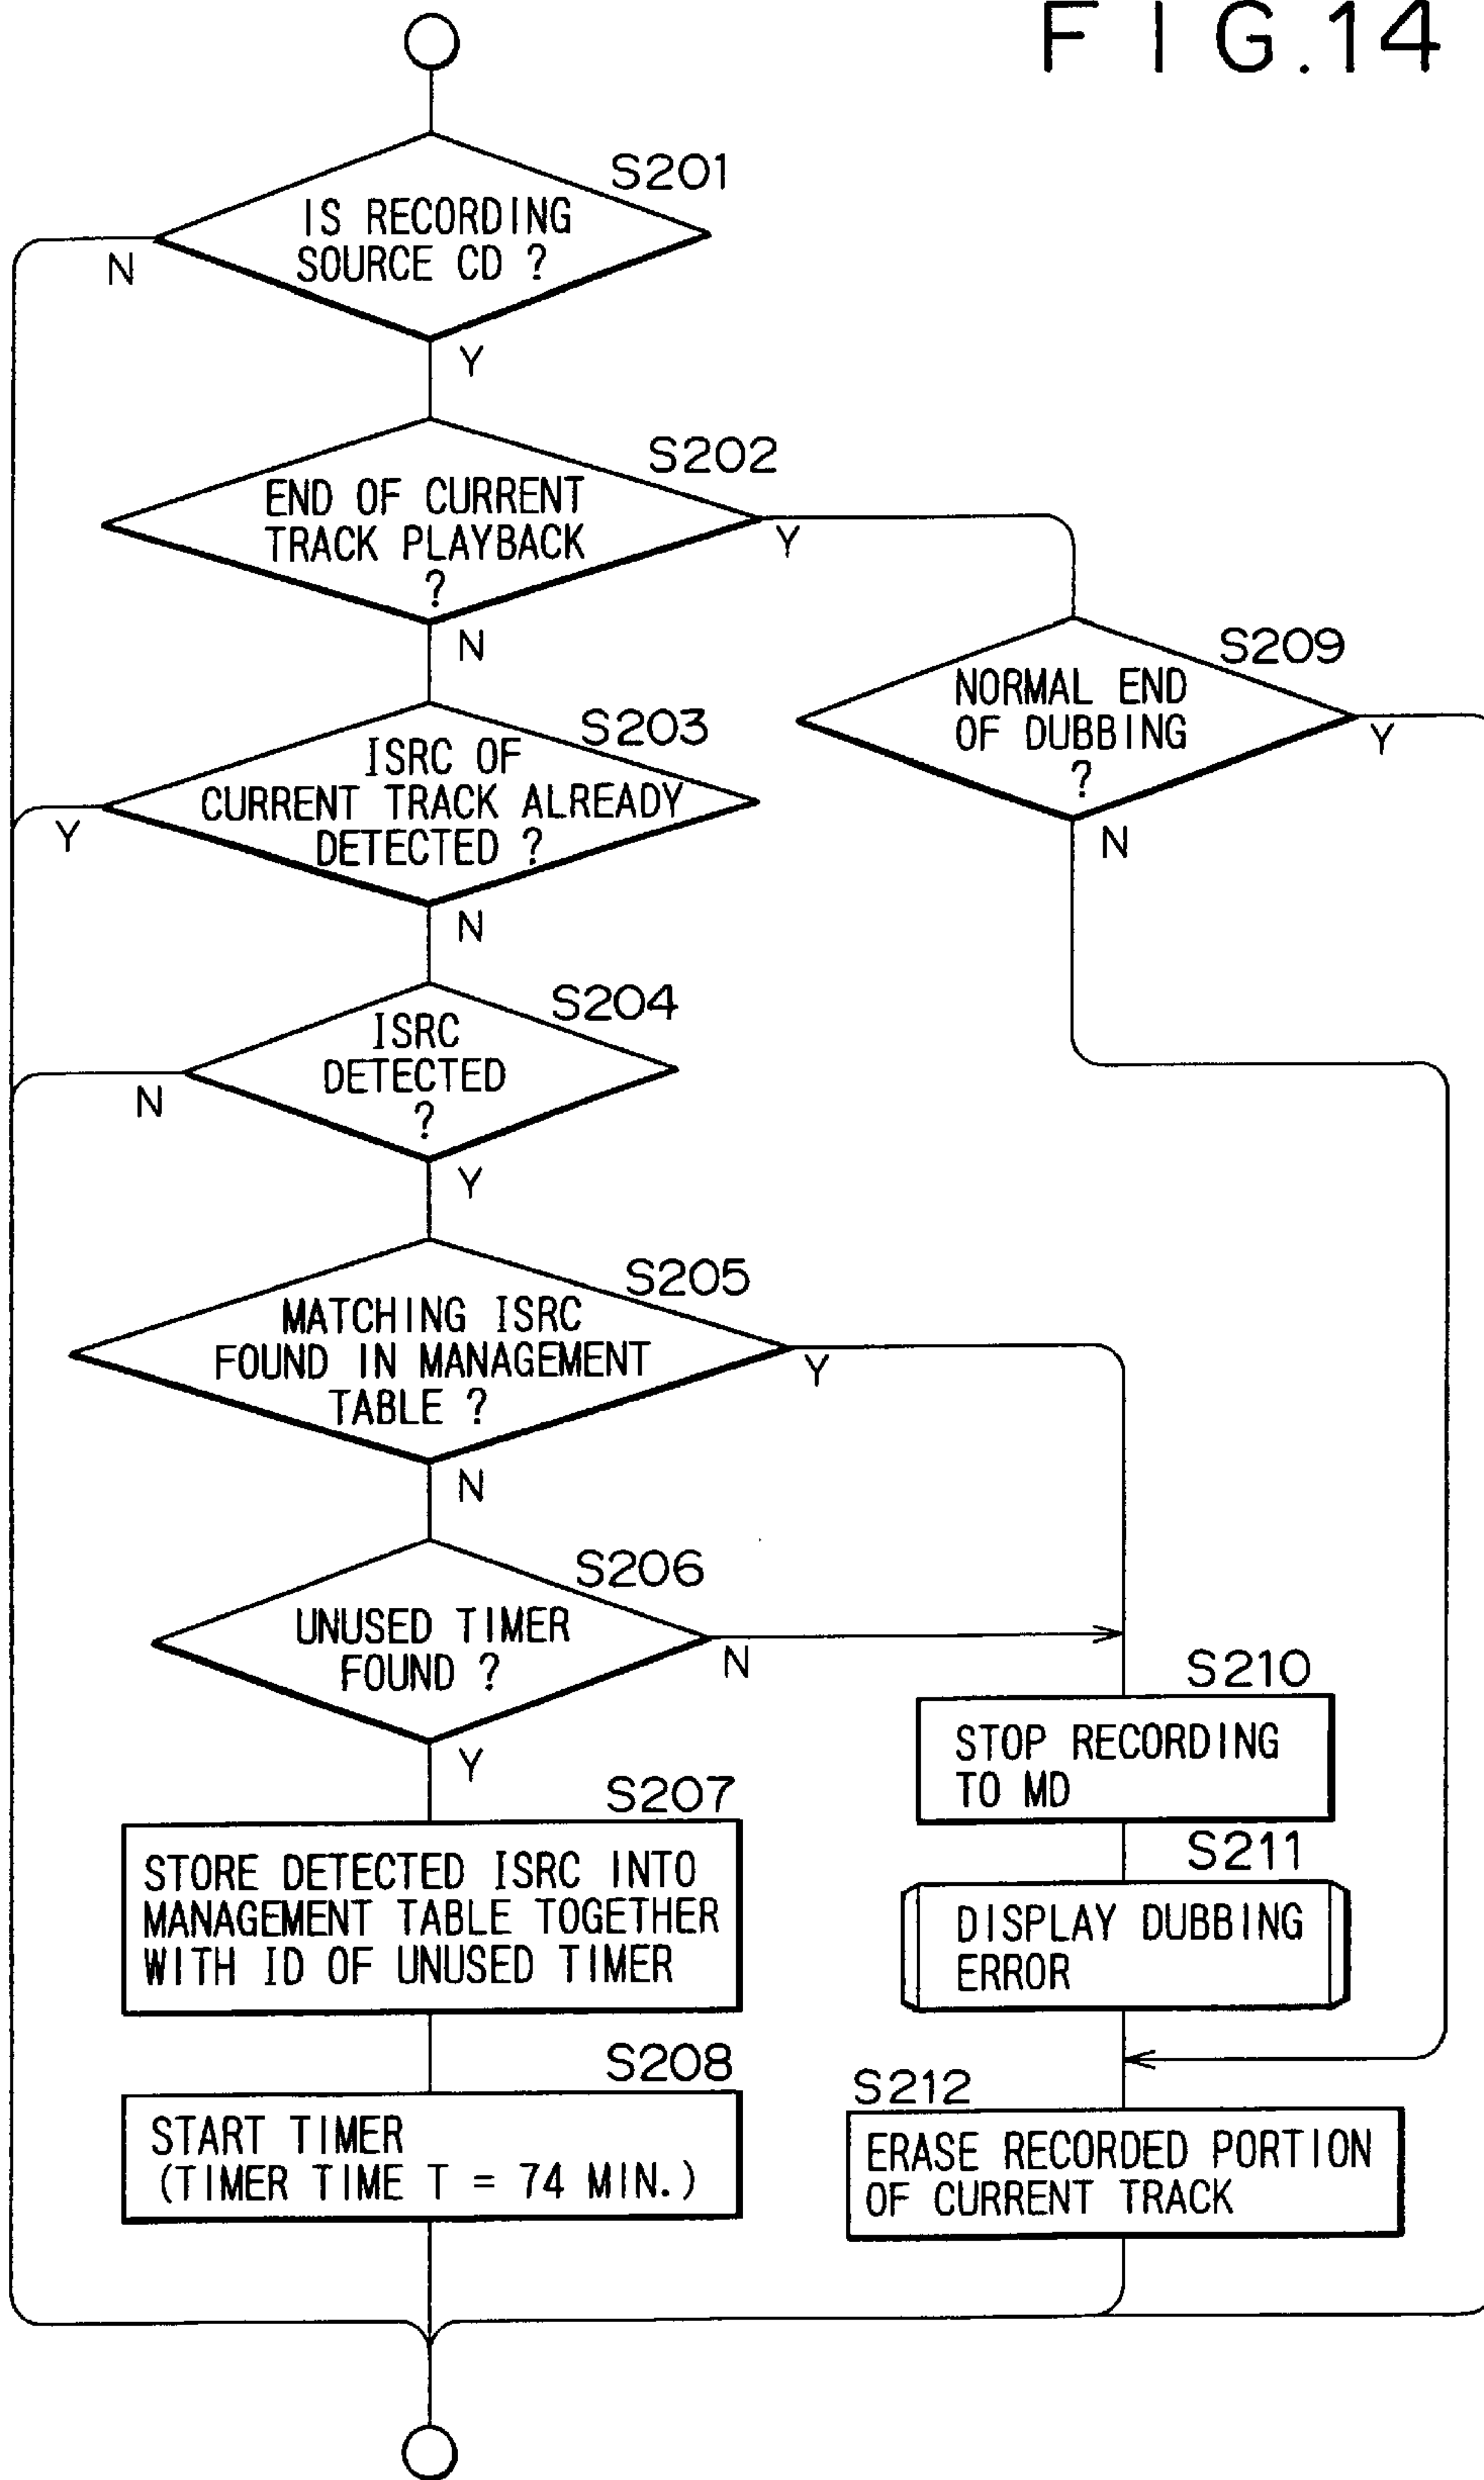 FIG.14
S201
IS RECORDING
SOURCE CD ?
N
Y
S202
END OF CURRENT
TRACK PLAYBACK
?
Y
N
S209
NORMAL END
OF DUBBING
?
Y
N
S203
ISRC OF
CURRENT TRACK ALREADY
DETECTED ?
Y
N
S204
ISRC
DETECTED
?
N
Y
S205
MATCHING ISRC
FOUND IN MANAGEMENT
TABLE ?
Y
N
S206
UNUSED TIMER
FOUND ?
N
Y
S210
STOP RECORDING
TO MD
S207
STORE DETECTED ISRC INTO
MANAGEMENT TABLE TOGETHER
WITH ID OF UNUSED TIMER
S211
DISPLAY DUBBING
ERROR
S208
START TIMER
(TIMER TIME T = 74 MIN.)
S212
ERASE RECORDED PORTION
OF CURRENT TRACK